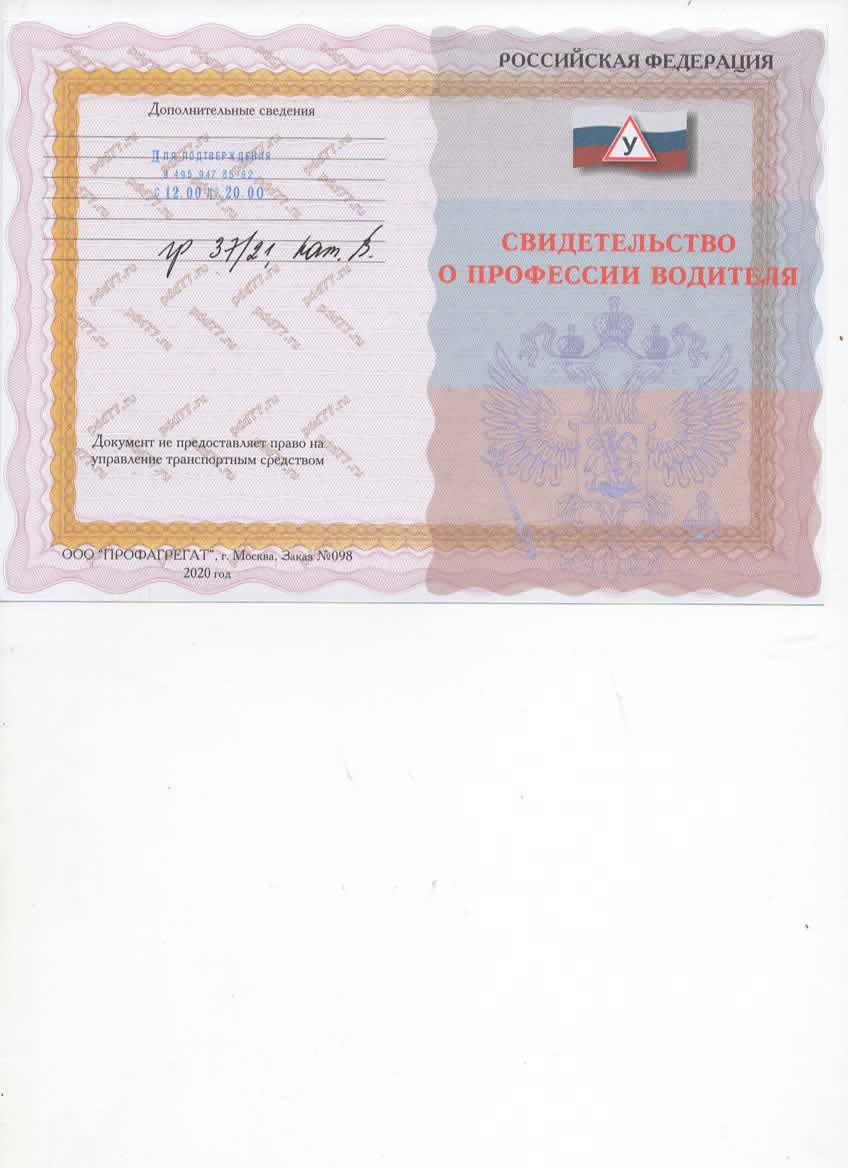 Дополнительные сведения
ДЛЯ ПОДТВЕРЖДЕНИЯ
8 495 947 85 62
С 12.00 ДО 20.00
гр 37/21, кат. В.
pdd77.ru
Документ не предоставляет право на
управление транспортным средством
ООО "ПРОФАГРЕГАТ", г. Москва, Заказ №098
2020 год
РОССИЙСКАЯ ФЕДЕРАЦИЯ
У
СВИДЕТЕЛЬСТВО
О ПРОФЕССИИ ВОДИТЕЛЯ